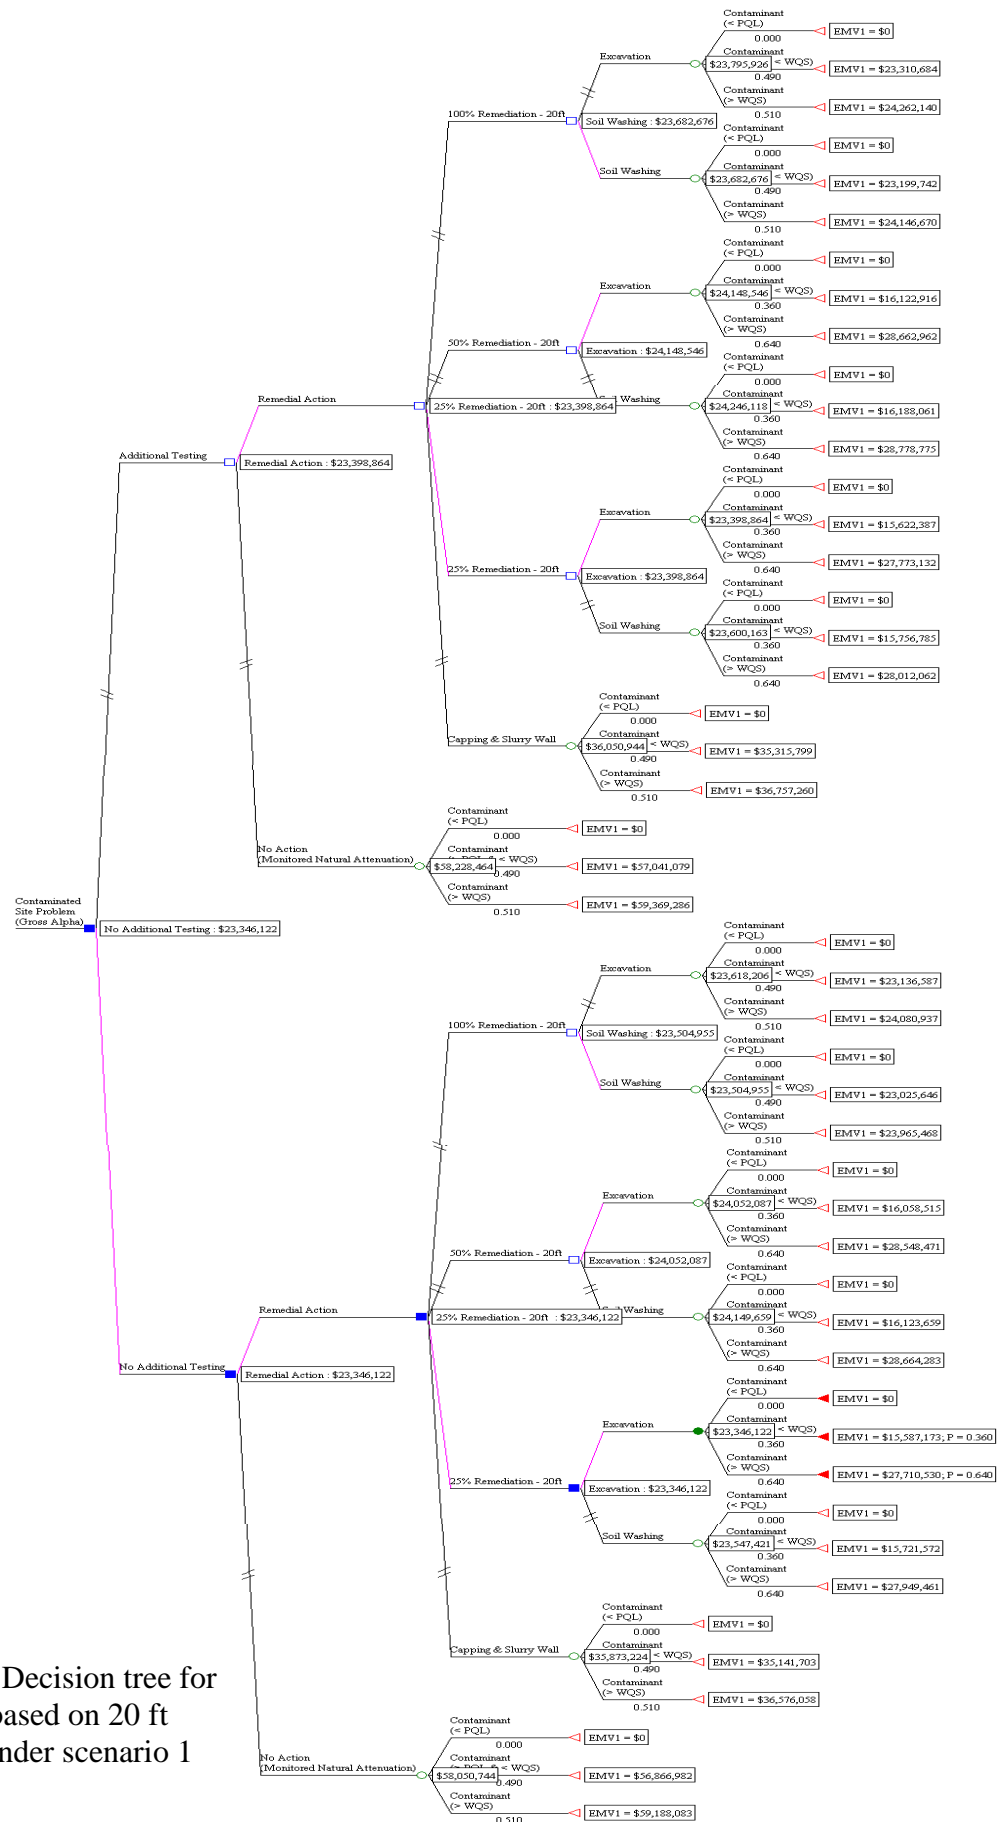 Contaminant
(< PQL)
0.000
EMV1 = $0
Excavation
Contaminant
$23,795,926 < WQS)
0.490
EMV1 = $23,310,684
Contaminant
(> WQS)
0.510
EMV1 = $24,262,140
100% Remediation - 20ft
Soil Washing : $23,682,676
Contaminant
(< PQL)
0.000
EMV1 = $0
Soil Washing
Contaminant
$23,682,676 < WQS)
0.490
EMV1 = $23,199,742
Contaminant
(> WQS)
0.510
EMV1 = $24,146,670
Contaminant
(< PQL)
0.000
EMV1 = $0
Excavation
Contaminant
$24,148,546 < WQS)
0.360
EMV1 = $16,122,916
Contaminant
(> WQS)
0.640
EMV1 = $28,662,962
50% Remediation - 20ft
Excavation : $24,148,546
Contaminant
(< PQL)
0.000
EMV1 = $0
Remedial Action
25% Remediation - 20ft : $23,398,864
Washing
Contaminant
$24,246,118 < WQS)
0.360
EMV1 = $16,188,061
Contaminant
(> WQS)
0.640
EMV1 = $28,778,775
Additional Testing
Remedial Action : $23,398,864
Contaminant
(< PQL)
0.000
EMV1 = $0
Excavation
Contaminant
$23,398,864 < WQS)
0.360
EMV1 = $15,622,387
Contaminant
(> WQS)
0.640
EMV1 = $27,773,132
25% Remediation - 20ft
Excavation : $23,398,864
Contaminant
(< PQL)
0.000
EMV1 = $0
Soil Washing
Contaminant
$23,600,163 < WQS)
0.360
EMV1 = $15,756,785
Contaminant
(> WQS)
0.640
EMV1 = $28,012,062
Contaminant
(< PQL)
0.000
EMV1 = $0
Capping & Slurry Wall
Contaminant
$36,050,944 < WQS)
0.490
EMV1 = $35,315,799
Contaminant
(> WQS)
0.510
EMV1 = $36,757,260
Contaminant
(< PQL)
0.000
EMV1 = $0
No Action
(Monitored Natural Attenuation)
$58,228,464 < WQS)
0.490
EMV1 = $57,041,079
Contaminant
(> WQS)
0.510
EMV1 = $59,369,286
Contaminated
Site Problem
(Gross Alpha)
No Additional Testing : $23,346,122
Contaminant
(< PQL)
0.000
EMV1 = $0
Excavation
Contaminant
$23,618,206 < WQS)
0.490
EMV1 = $23,136,587
Contaminant
(> WQS)
0.510
EMV1 = $24,080,937
100% Remediation - 20ft
Soil Washing : $23,504,955
Contaminant
(< PQL)
0.000
EMV1 = $0
Soil Washing
Contaminant
$23,504,955 < WQS)
0.490
EMV1 = $23,025,646
Contaminant
(> WQS)
0.510
EMV1 = $23,965,468
Contaminant
(< PQL)
0.000
EMV1 = $0
Excavation
Contaminant
$24,052,087 < WQS)
0.360
EMV1 = $16,058,515
Contaminant
(> WQS)
0.640
EMV1 = $28,548,471
50% Remediation - 20ft
Excavation : $24,052,087
Contaminant
(< PQL)
0.000
EMV1 = $0
Remedial Action
25% Remediation - 20ft : $23,346,122
Washing
Contaminant
$24,149,659 < WQS)
0.360
EMV1 = $16,123,659
Contaminant
(> WQS)
0.640
EMV1 = $28,664,283
No Additional Testing
Remedial Action : $23,346,122
Contaminant
(< PQL)
0.000
EMV1 = $0
Excavation
Contaminant
$23,346,122 < WQS)
0.360
EMV1 = $15,587,173; P = 0.360
Contaminant
(> WQS)
0.640
EMV1 = $27,710,530; P = 0.640
25% Remediation - 20ft
Excavation : $23,346,122
Contaminant
(< PQL)
0.000
EMV1 = $0
Soil Washing
Contaminant
$23,547,421 < WQS)
0.360
EMV1 = $15,721,572
Contaminant
(> WQS)
0.640
EMV1 = $27,949,461
Contaminant
(< PQL)
0.000
EMV1 = $0
Capping & Slurry Wall
Contaminant
$35,873,224 < WQS)
0.490
EMV1 = $35,141,703
Contaminant
(> WQS)
0.510
EMV1 = $36,576,058
Decision tree for
based on 20 ft
nder scenario 1
Contaminant
(< PQL)
0.000
EMV1 = $0
No Action
(Monitored Natural Attenuation)
$58,050,744 < WQS)
0.490
EMV1 = $56,866,982
Contaminant
(> WQS)
0.510
EMV1 = $59,188,083